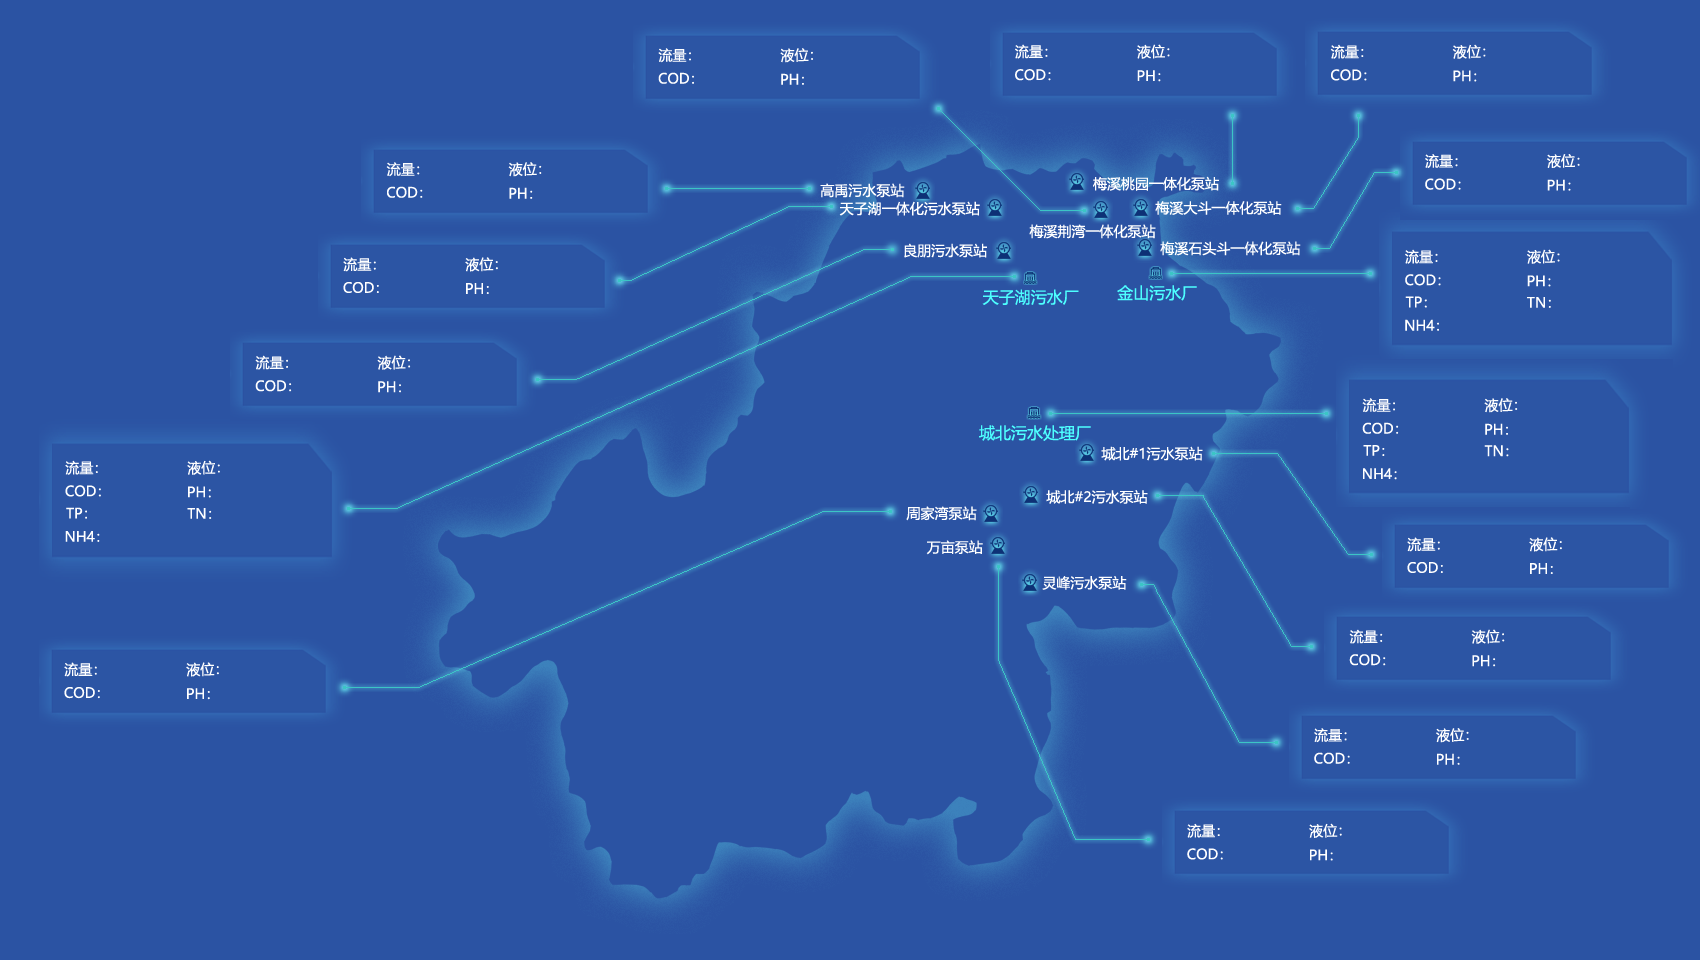 流量： 液位：
COD： PH：
流量： 液位：
COD： PH：
流量： 液位：
COD： PH：
流量： 液位：
COD： PH：
流量： 液位：
COD： PH：
高禹污水泵站
梅溪桃园一体化泵站
天子湖一体化污水泵站
梅溪大斗一体化泵站
梅溪荆湾一体化泵站
良朋污水泵站
梅溪石头斗一体化泵站
流量： 液位：
COD： PH：
天子湖污水厂
金山污水厂
流量： 液位：
COD： PH：
TP： TN：
NH4：
流量： 液位：
COD： PH：
城北污水处理厂
城北#1污水泵站
流量： 液位：
COD： PH：
TP： TN：
NH4：
流量： 液位：
COD： PH：
TP： TN：
NH4：
城北#2污水泵站
周家湾泵站
万亩泵站
灵峰污水泵站
流量： 液位：
COD： PH：
流量： 液位：
COD： PH：
流量： 液位：
COD： PH：
流量： 液位：
COD： PH：
流量： 液位：
COD： PH：